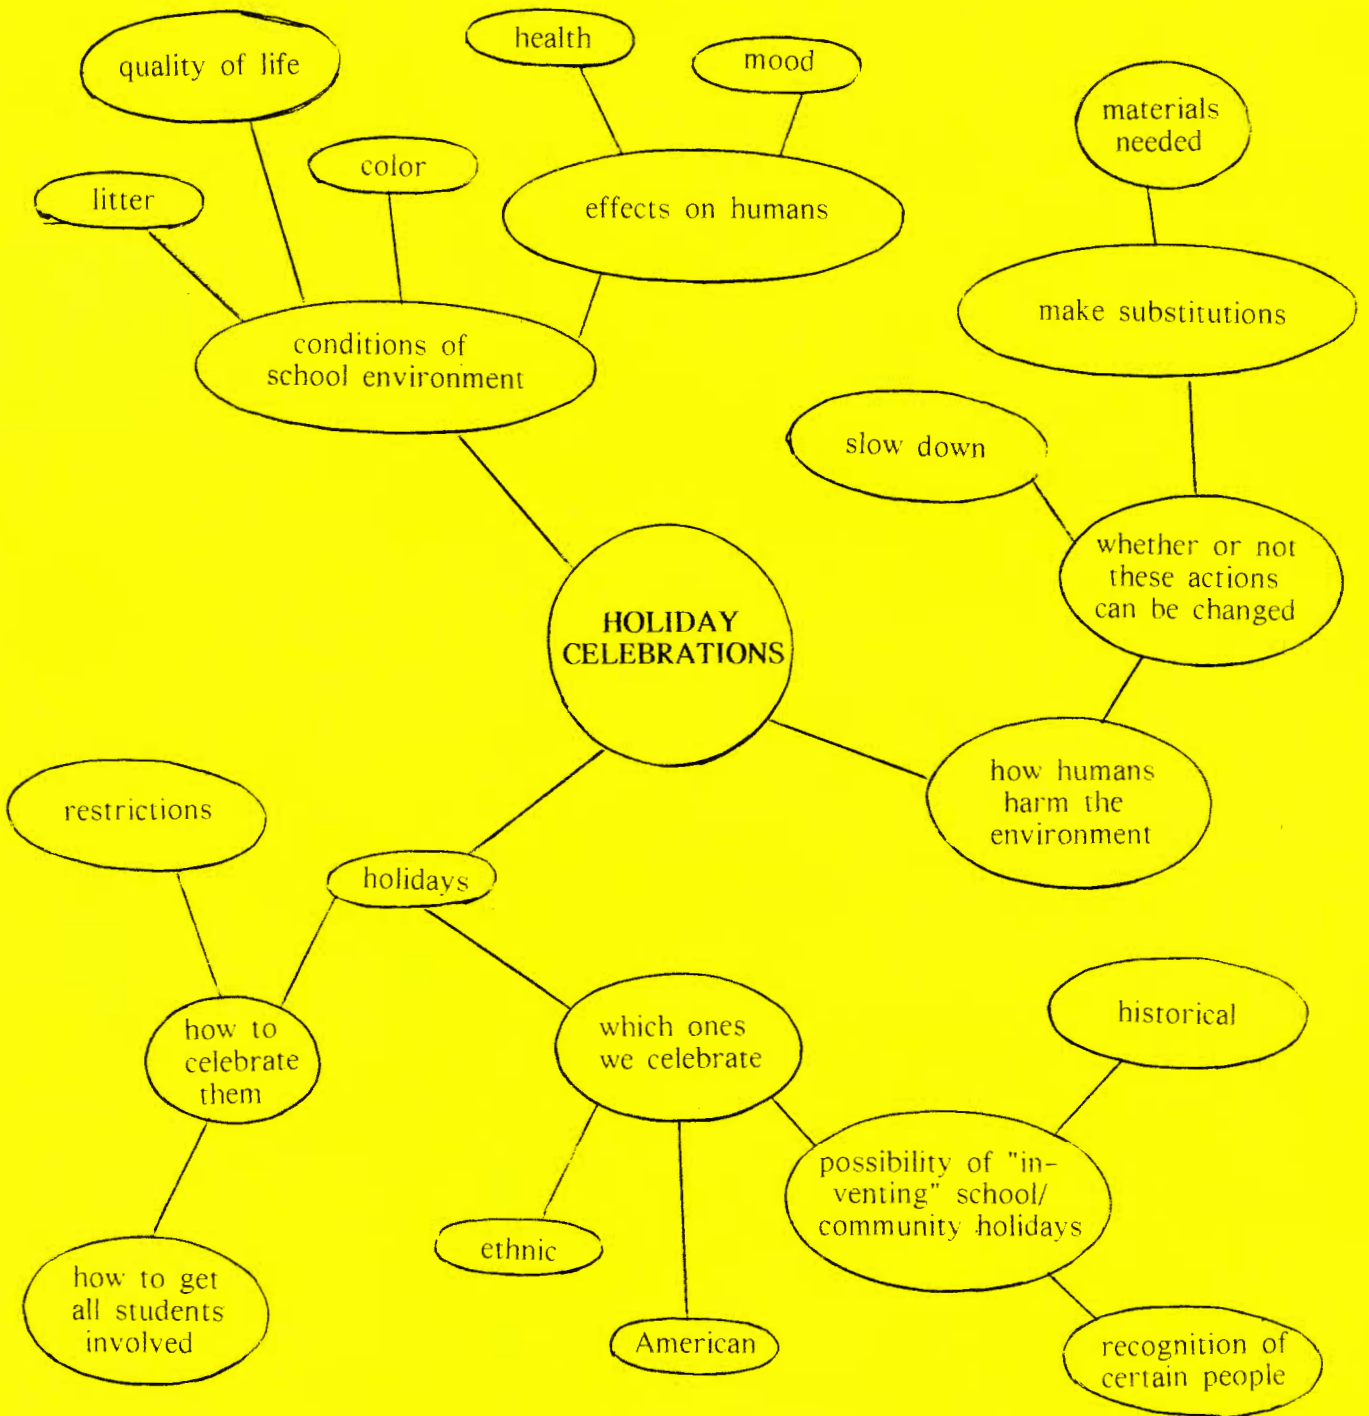 quality of life
health
mood
materials
needed
litter
color
effects on humans
make substitutions
conditions of
school environment
slow down
whether or not
these actions
can be changed
HOLIDAY
CELEBRATIONS
how humans
harm the
environment
restrictions
holidays
how to
celebrate
them
which ones
we celebrate
historical
possibility of "in-
venting" school/
community holidays
ethnic
how to get
all students
involved
American
recognition of
certain people